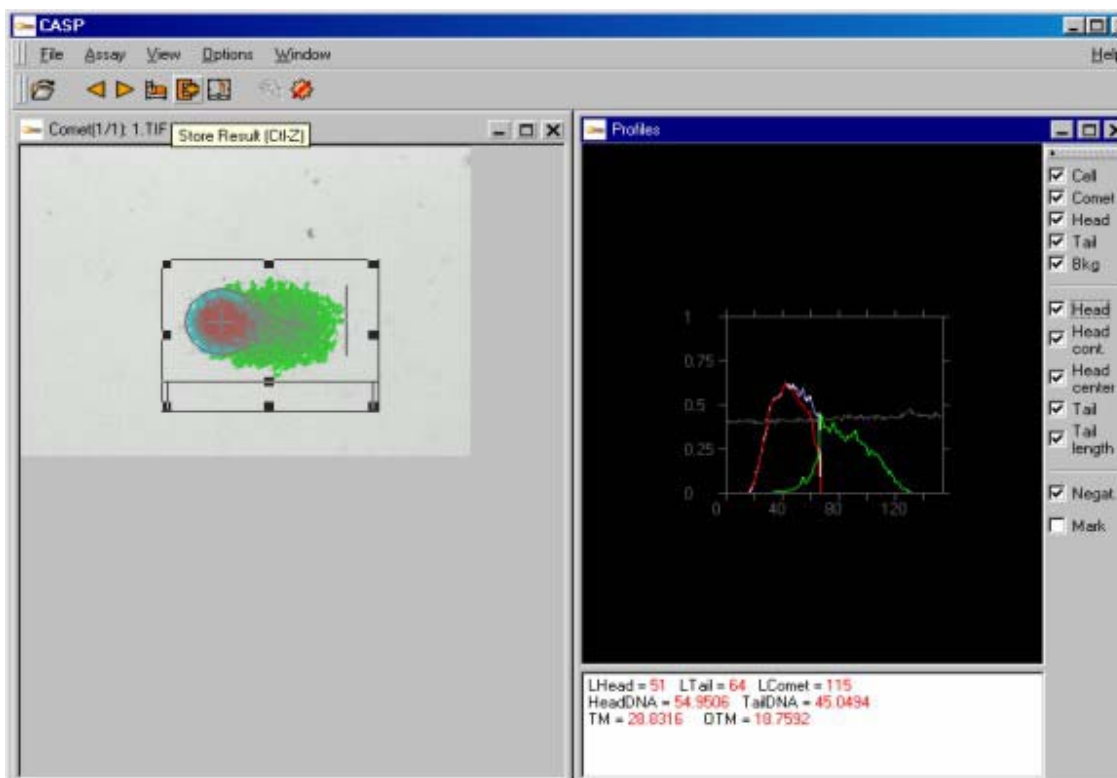 CASP
File Assay View Options Window Help
Comet(1/1): 1.TIF
Store Result (Ctl-Z)
Profiles
Cell
Comet
Head
Tail
Bkg
Head
Head
cont.
Head
center
Tail
Tail
length
Negat
Mark
1
0.75
0.5
0.25
0
0 40 80 120
LHead = 51 LTail = 64 LComet = 115
HeadDNA = 54.9506 TailDNA = 45.0494
TM = 28.8316 OTM = 18.7592